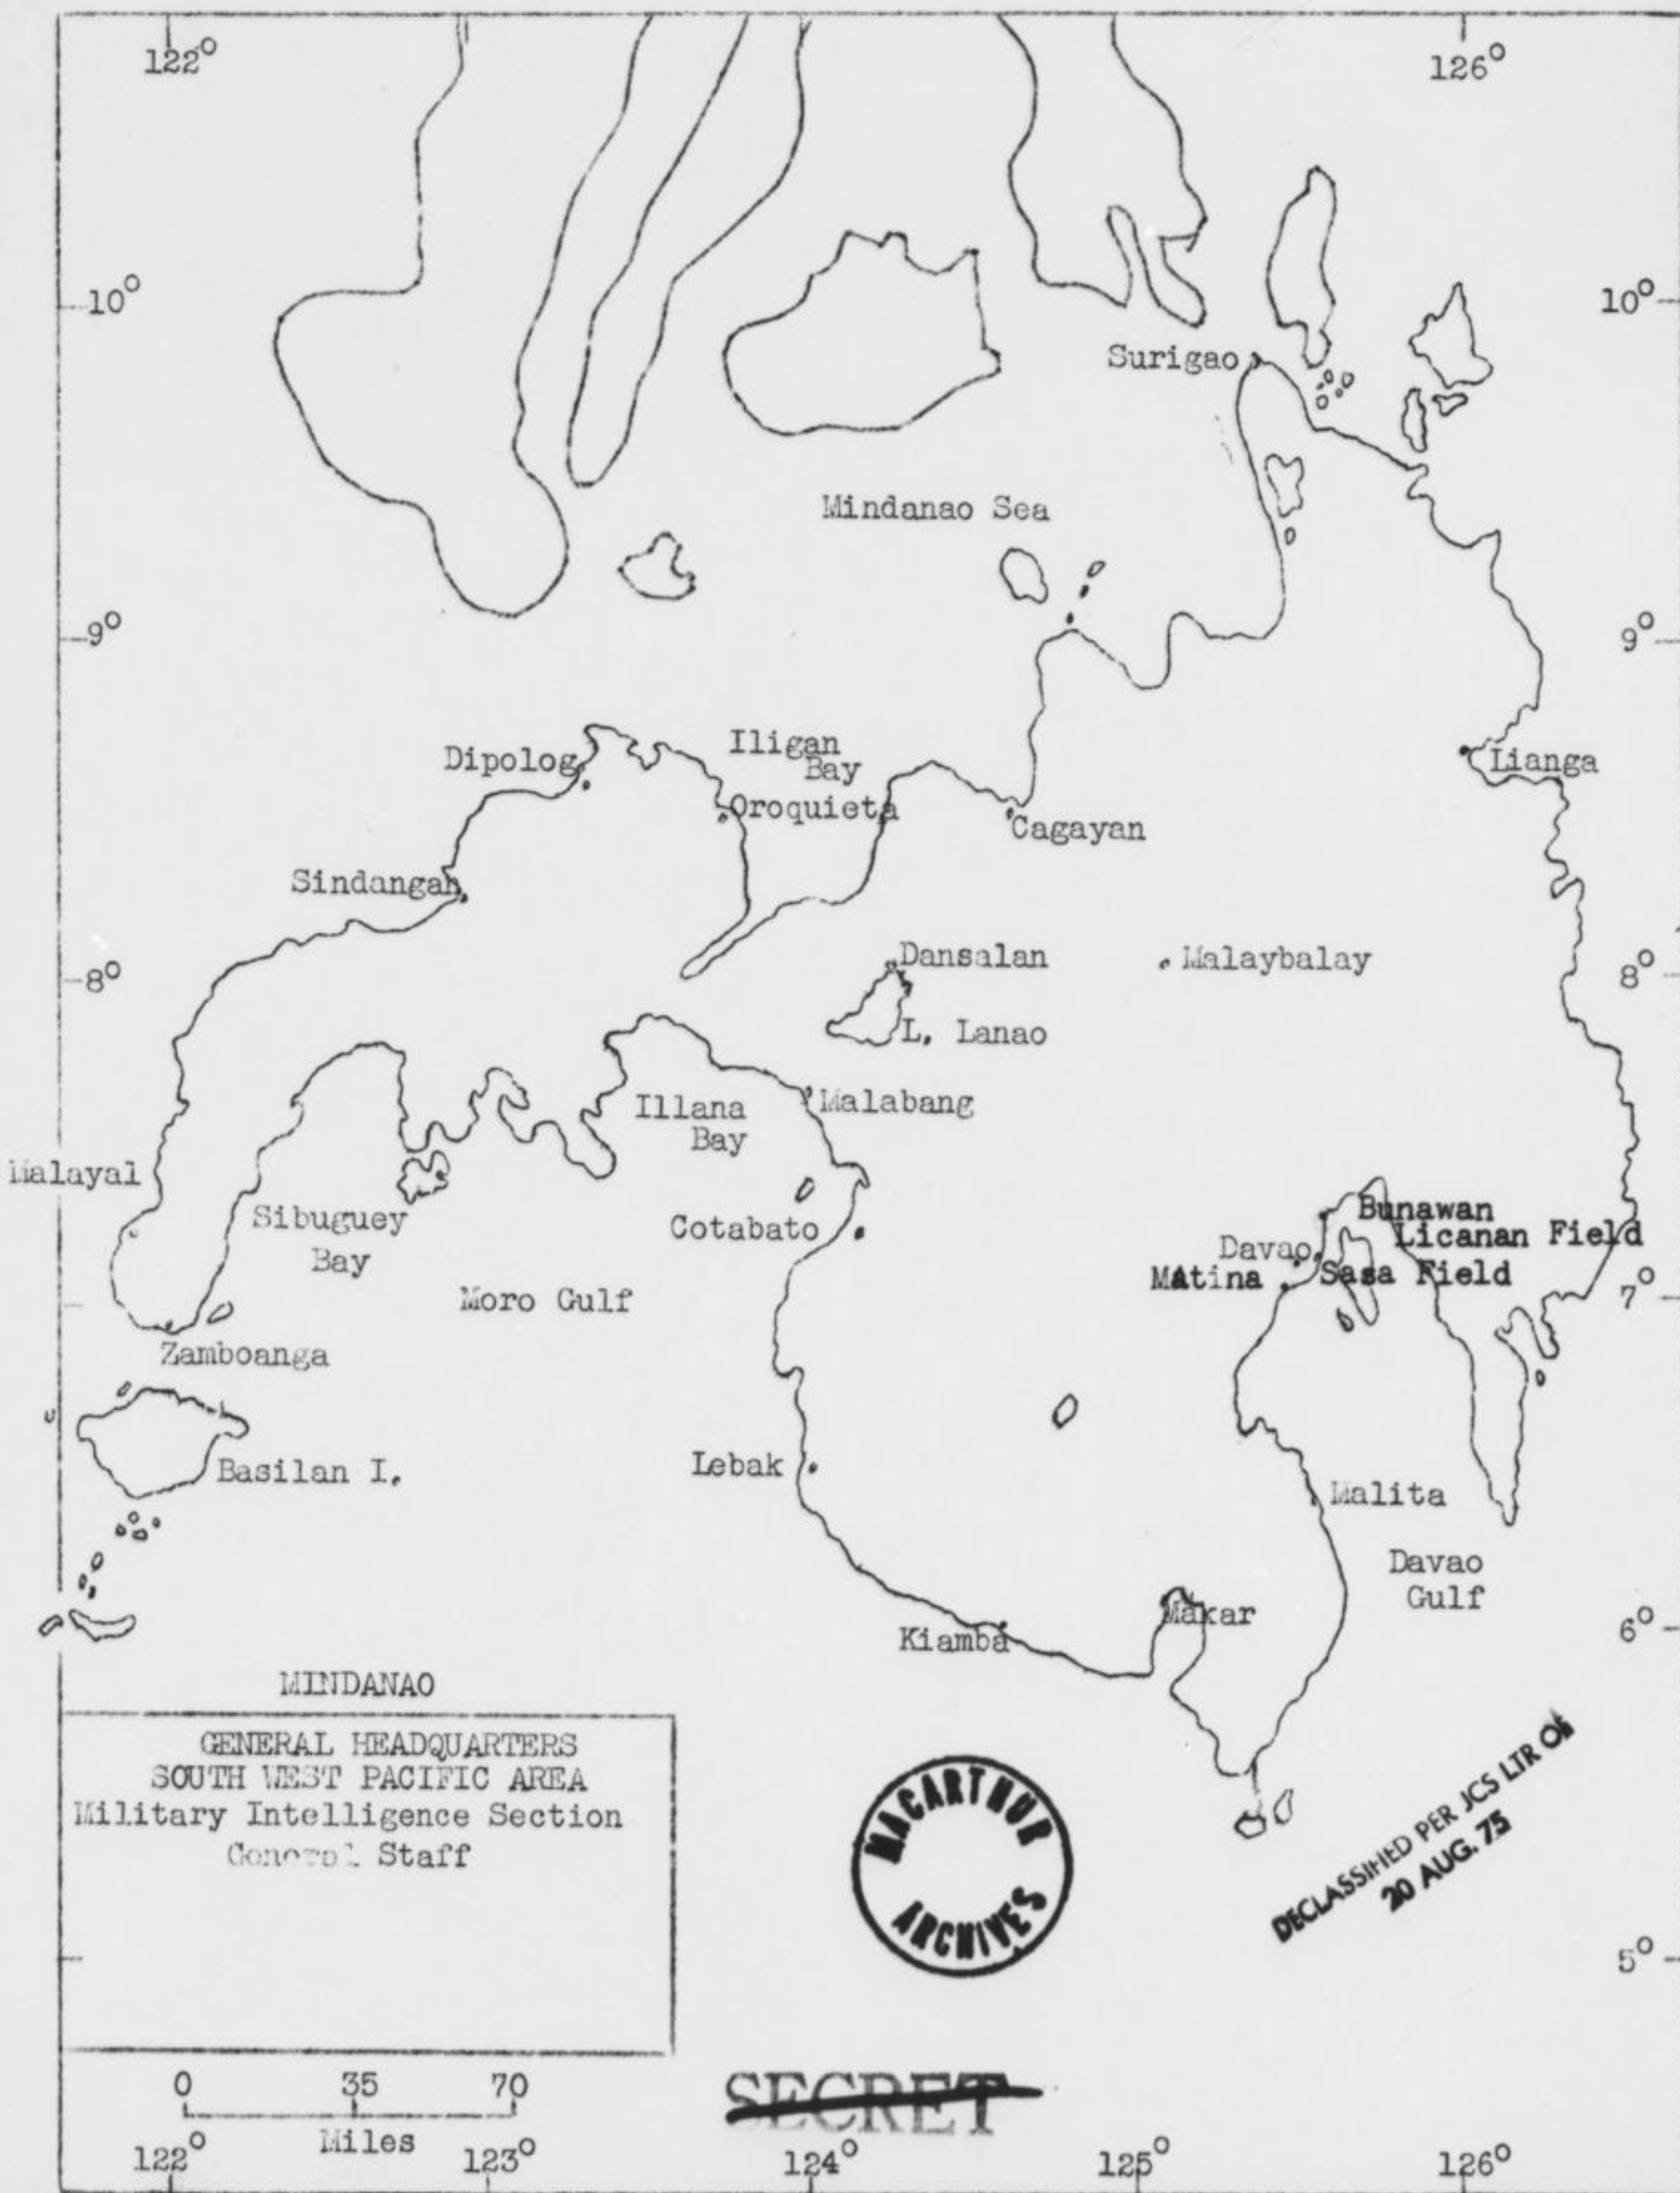 122°
126°
10°
10°
Surigao
Mindanao Sea
9°
9°
Iligan
Bay
Dipolog
Lianga
Oroquieta
Cagayan
Sindangan
Dansalan
Malaybalay
8°
8°
L. Lanao
Malabang
Illana
Bay
Malayal
Sibuguey
Bay
Cotabato
Bunawan
Licanan Field
Davao
Matina
Sasa Field
7°
Moro Gulf
Zamboanga
Basilan I.
Lebak
Malita
Davao
Gulf
Makar
Kiamba
6°
MINDANAO
GENERAL HEADQUARTERS
SOUTH WEST PACIFIC AREA
Military Intelligence Section
General Staff
MACARTHUR
ARCHIVES
DECLASSIFIED PER JCS LTR OF
20 AUG. 75
5°
0 35 70
Miles
SECRET
122°
123°
124°
125°
126°